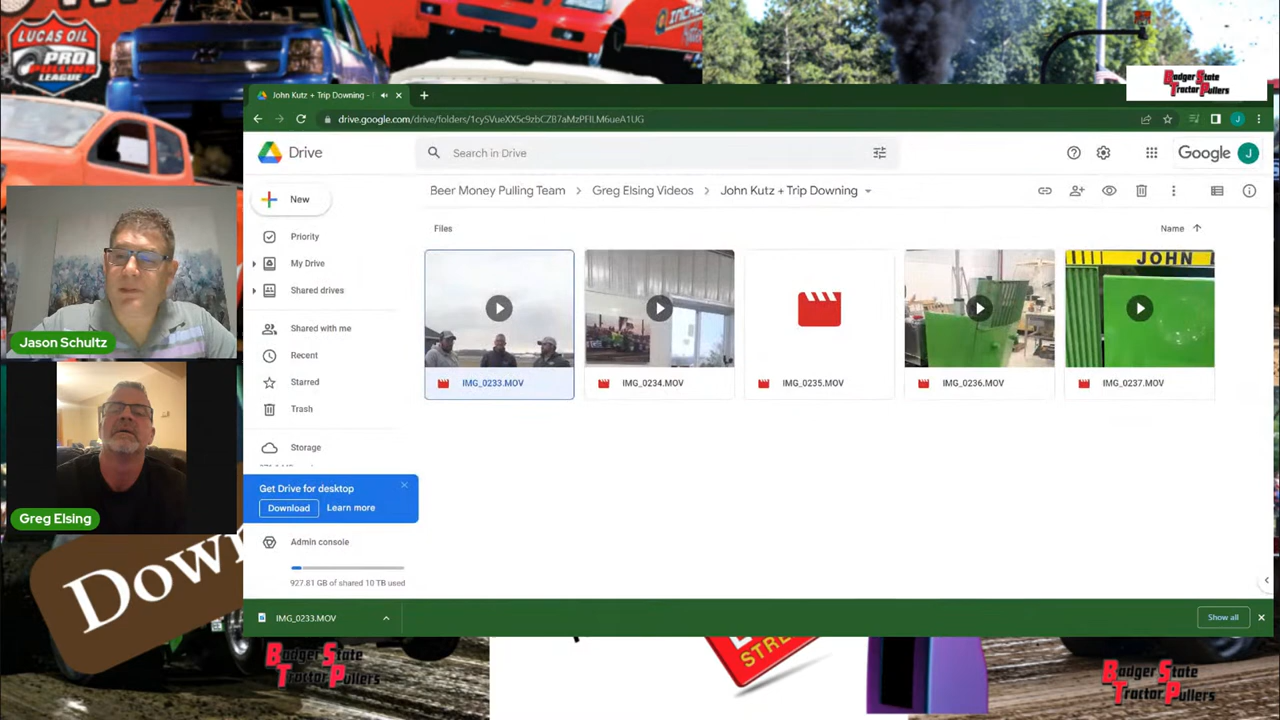 LUCAS OIL
PRO
PULLING
LEAGUE
Badger State
Tractor Pullers
John Kutz + Trip Downing -
drive.google.com/drive/folders/1cySVueXX5c9zbCZB7aMzPFILM6ueA1UG
Drive
Search in Drive
Google
J
New
Beer Money Pulling Team > Greg Elsing Videos > John Kutz + Trip Downing
Files
Name
Priority
My Drive
Shared drives
Shared with me
Recent
Starred
Trash
Storage
JOHN
IMG_0233.MOV
IMG_0234.MOV
IMG_0235.MOV
IMG_0236.MOV
IMG_0237.MOV
Jason Schultz
Greg Elsing
Get Drive for desktop
Download
Learn more
Admin console
927.81 GB of shared 10 TB used
IMG_0233.MOV
Show all
Down
Badger State
Tractor Pullers
STRE
Badger State
Tractor Pullers